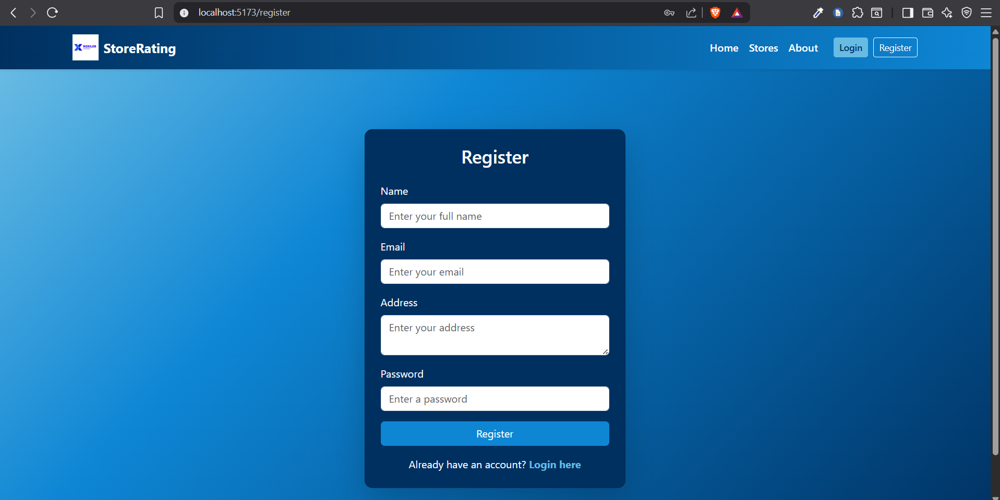 localhost:5173/register
ROXILER
StoreRating
Home
Stores
About
Login
Register
Register
Name
Enter your full name
Email
Enter your email
Address
Enter your address
Password
Enter a password
Register
Already have an account? Login here